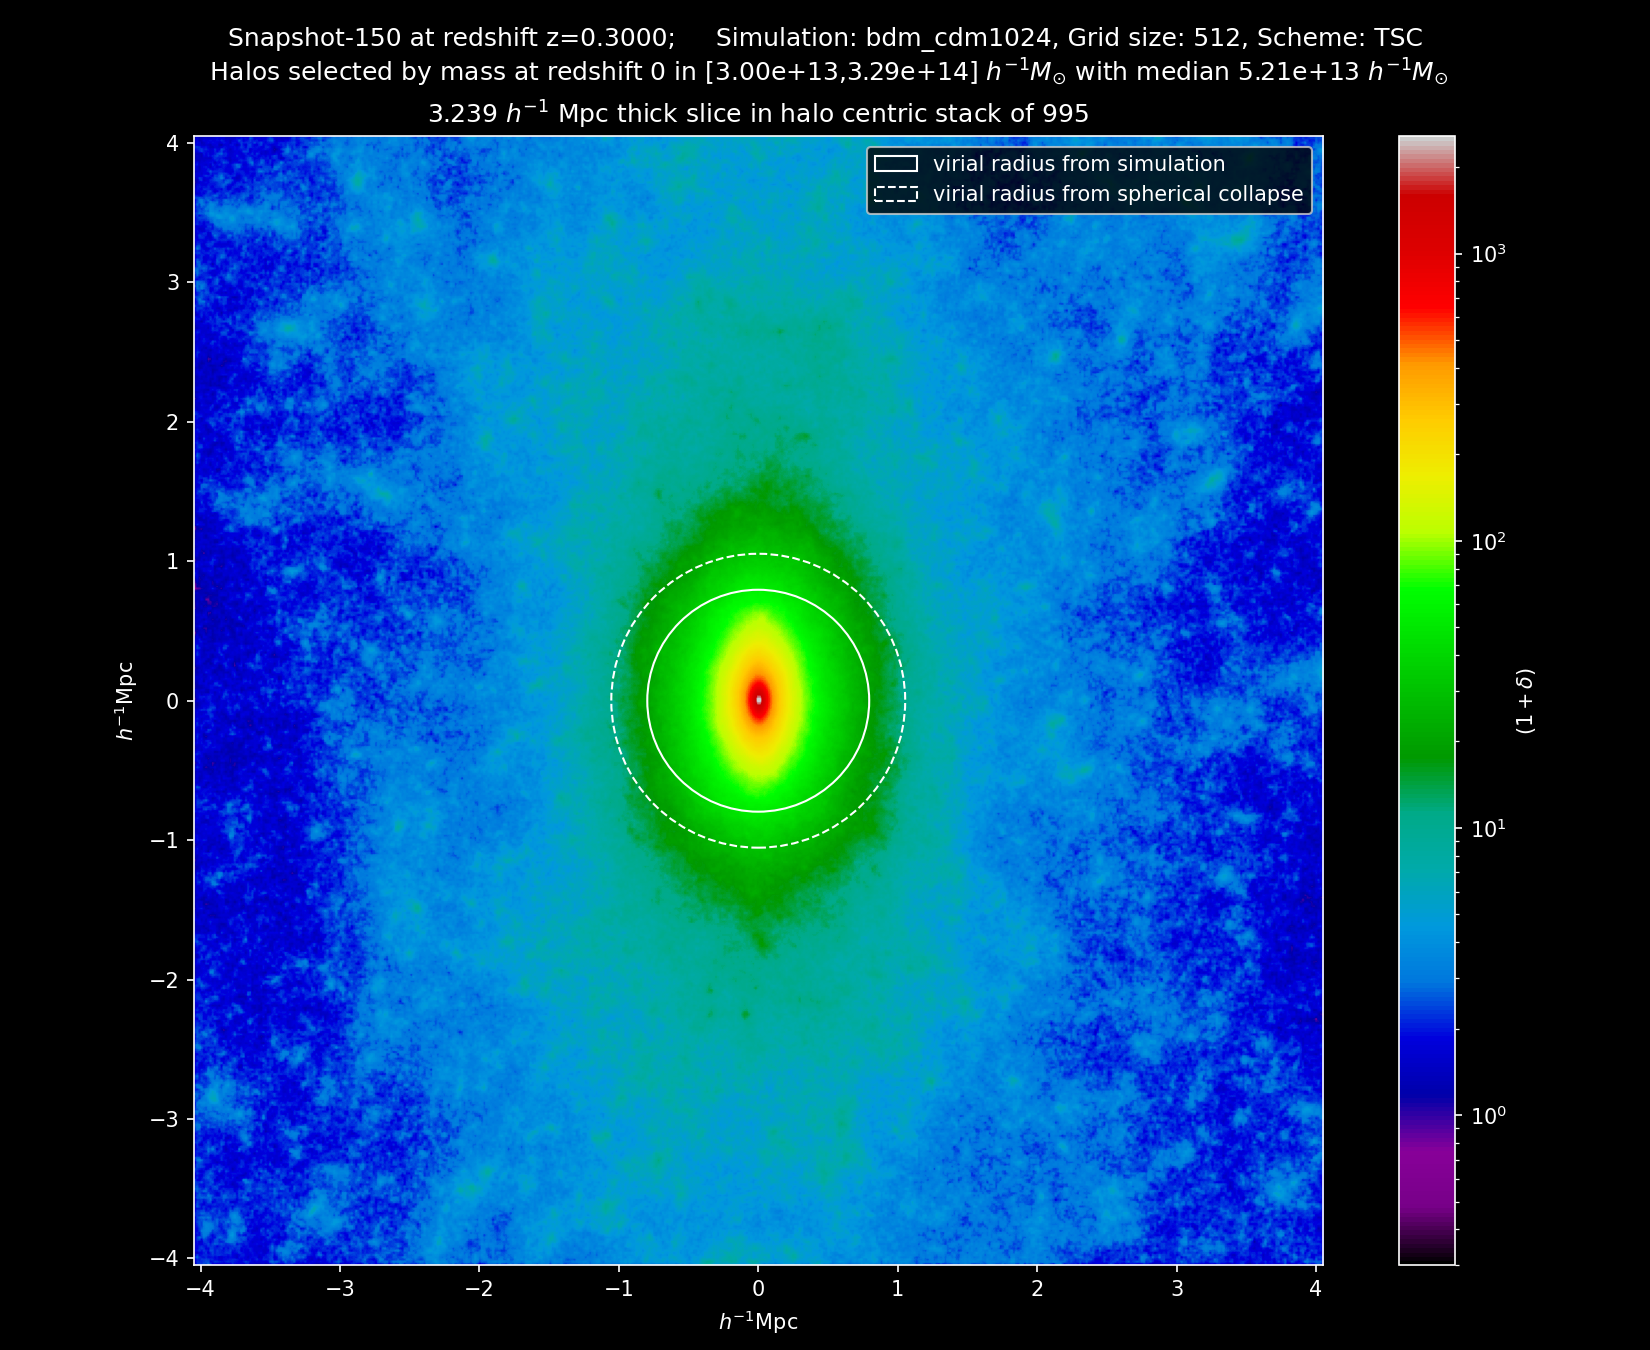 Snapshot-150 at redshift z=0.3000;     Simulation: bdm_cdm1024, Grid size: 512, Scheme: TSC
Halos selected by mass at redshift 0 in [3.00e+13,3.29e+14] h⁻¹M⊙ with median 5.21e+13 h⁻¹M⊙
3.239 h⁻¹ Mpc thick slice in halo centric stack of 995
virial radius from simulation
virial radius from spherical collapse
4
3
2
1
0
−1
−2
−3
−4
h⁻¹Mpc
−4 −3 −2 −1 0 1 2 3 4
h⁻¹Mpc
10³
10²
10¹
10⁰
(1 + δ)